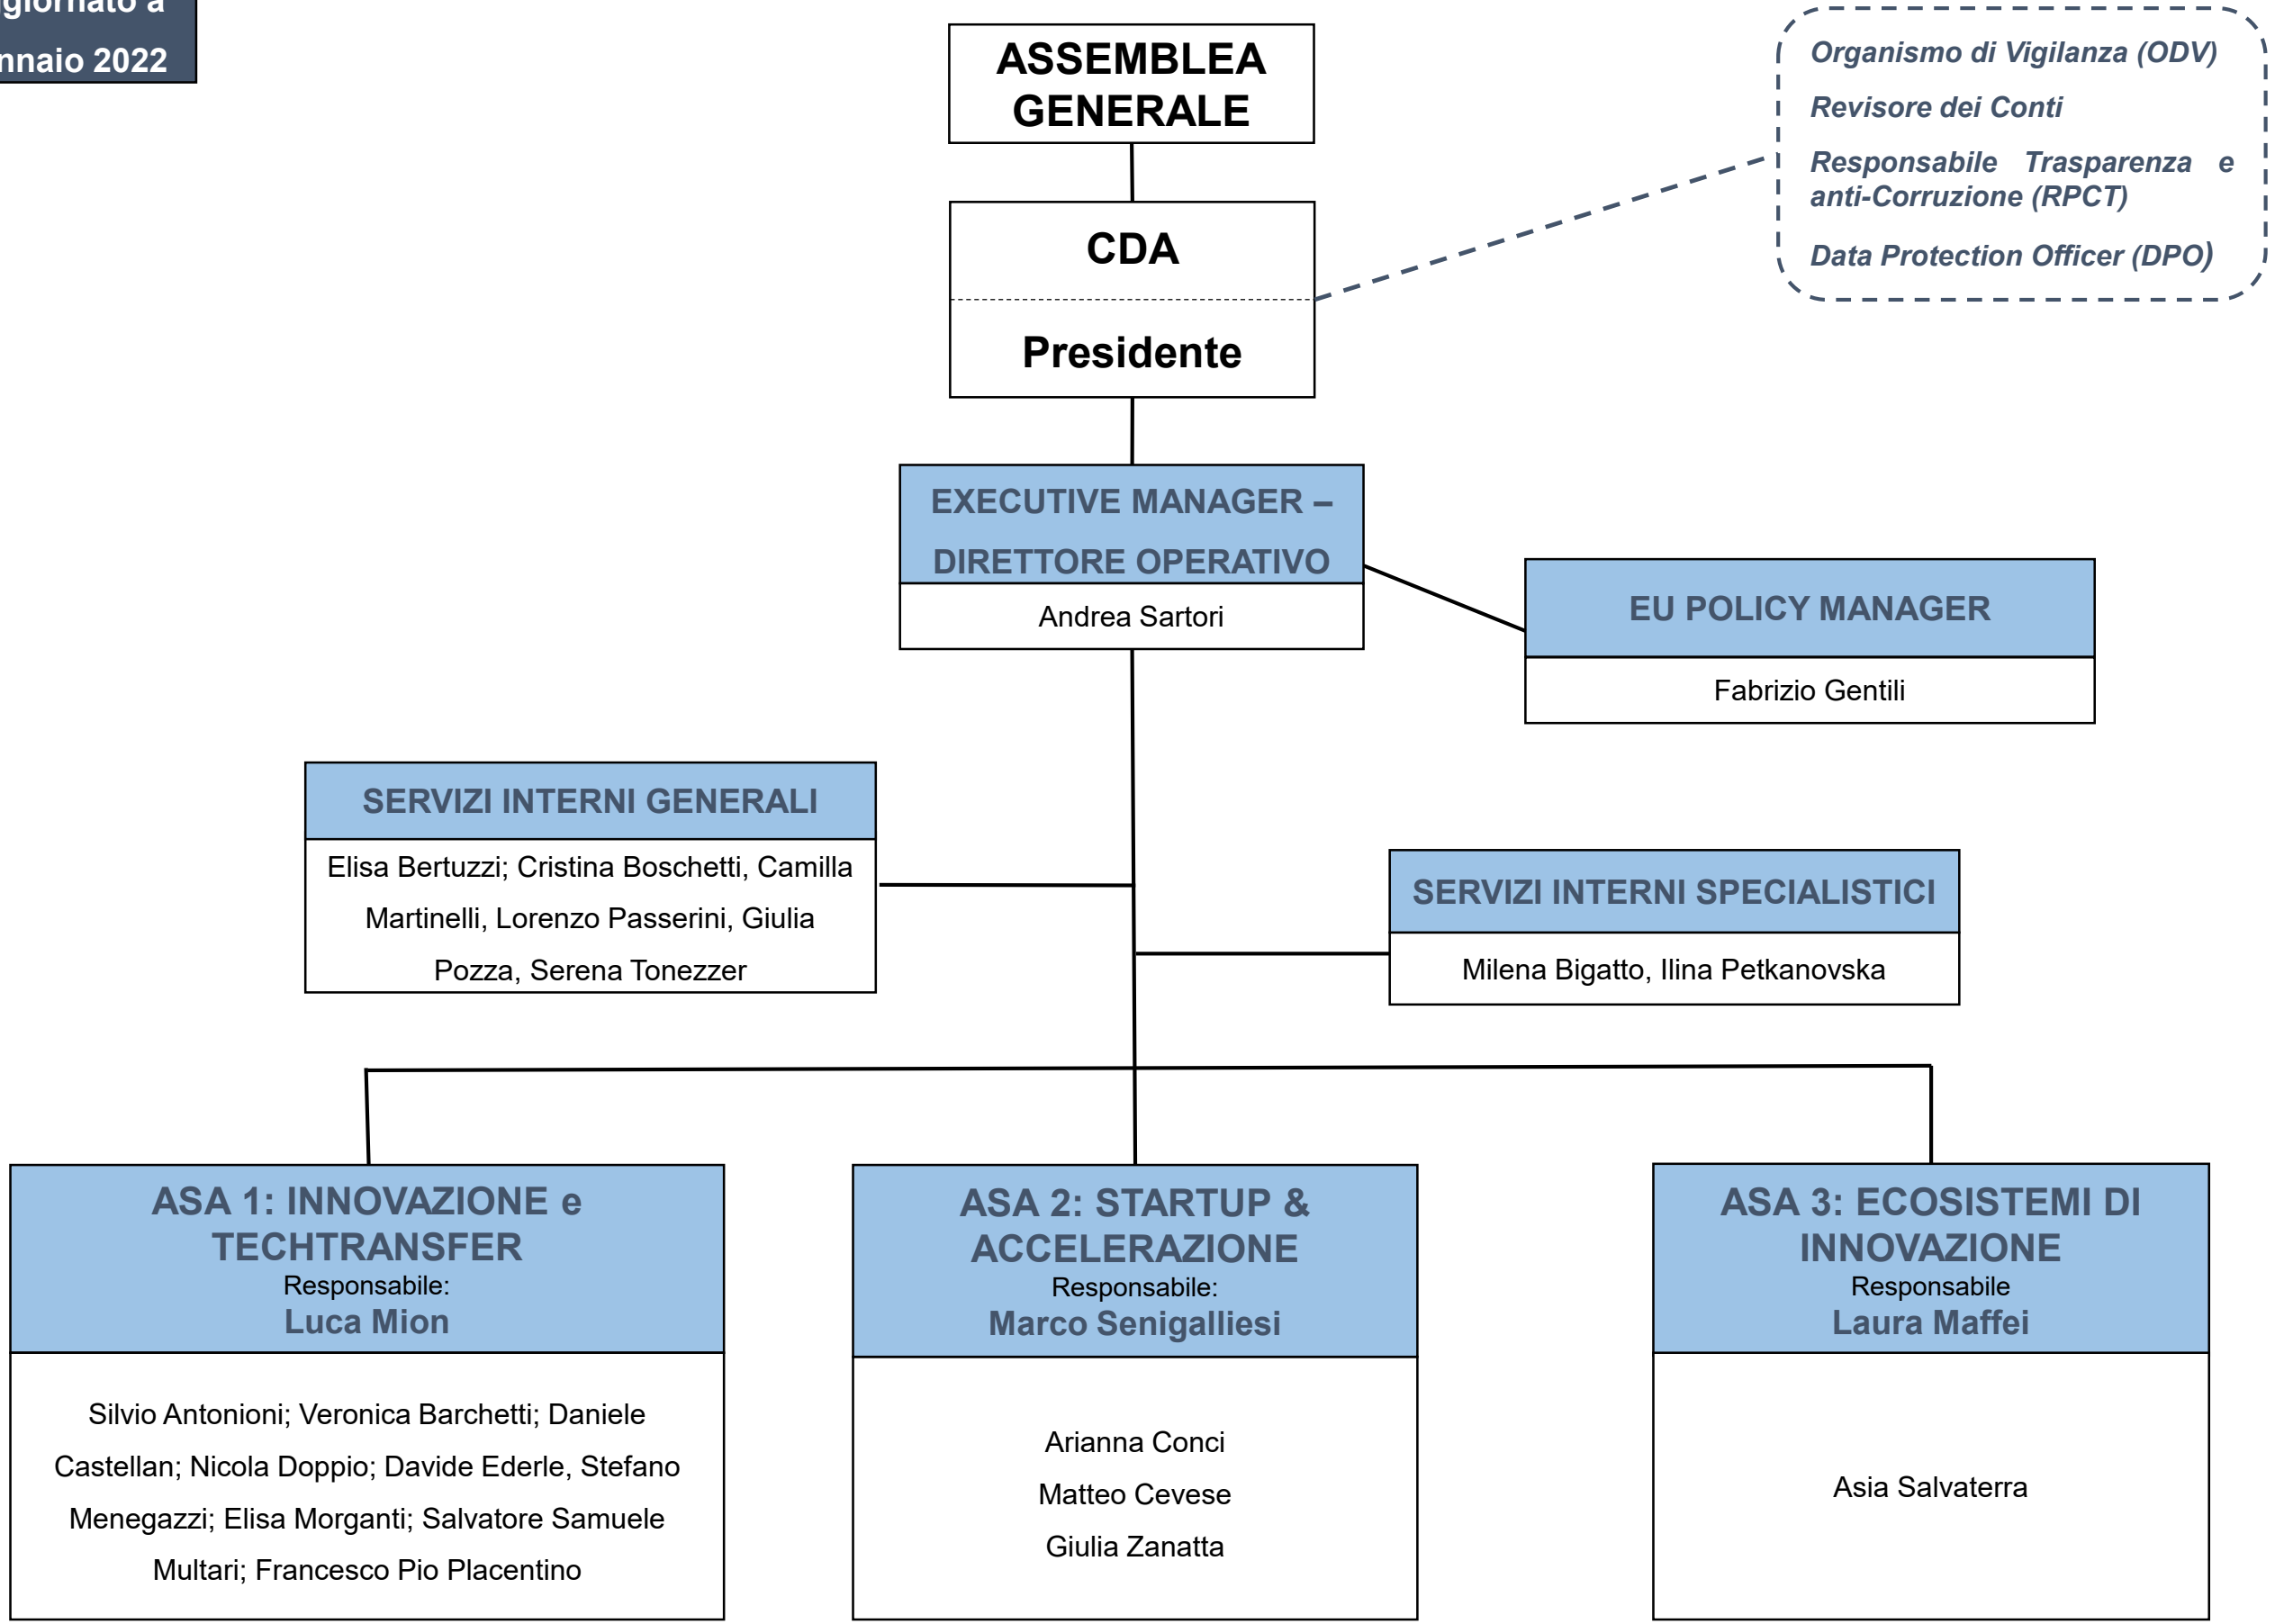 ggiornato a
nnaio 2022
ASSEMBLEA
GENERALE
Organismo di Vigilanza (ODV)
Revisore dei Conti
Responsabile Trasparenza e
anti-Corruzione (RPCT)
Data Protection Officer (DPO)
CDA
Presidente
EXECUTIVE MANAGER –
DIRETTORE OPERATIVO
Andrea Sartori
EU POLICY MANAGER
Fabrizio Gentili
SERVIZI INTERNI GENERALI
Elisa Bertuzzi; Cristina Boschetti, Camilla
Martinelli, Lorenzo Passerini, Giulia
Pozza, Serena Tonezzer
SERVIZI INTERNI SPECIALISTICI
Milena Bigatto, Ilina Petkanovska
ASA 1: INNOVAZIONE e
TECHTRANSFER
Responsabile:
Luca Mion
Silvio Antonioni; Veronica Barchetti; Daniele
Castellan; Nicola Doppio; Davide Ederle, Stefano
Menegazzi; Elisa Morganti; Salvatore Samuele
Multari; Francesco Pio Placentino
ASA 2: STARTUP &
ACCELERAZIONE
Responsabile:
Marco Senigalliesi
Arianna Conci
Matteo Cevese
Giulia Zanatta
ASA 3: ECOSISTEMI DI
INNOVAZIONE
Responsabile
Laura Maffei
Asia Salvaterra